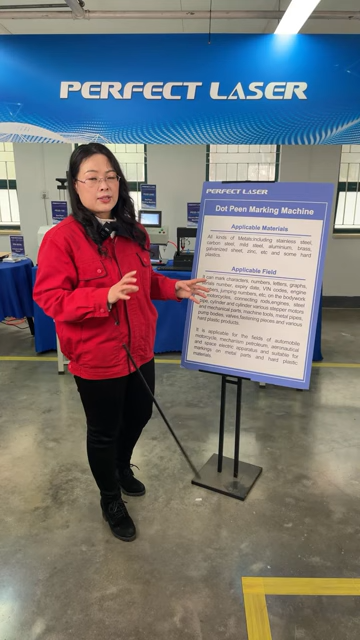 PERFECT LASER
PERFECT LASER
Dot Peen Marking Machine
Applicable Materials
All kinds of Metals:including stainless steel,
carbon steel, mild steel, aluminium, brass,
galvanized sheet, zinc, etc and some hard
plastics.
Applicable Field
It can mark characters, numbers, letters, graphs,
number, expiry date, VIN codes, engine
jumping numbers, etc. on the bodywork
motorcycles, connecting rods,engines, steel
cylinder and cylinder various stepper motors
and mechanical parts, machine tools, metal pipes,
pump bodies, valves,fastening pieces and various
hard plastic products.
It is applicable for the fields of automobile
motorcycle, mechanism petroleum, aeronautical
and space electric apparatus, and suitable for
markings on metal parts and hard plastic
materials.